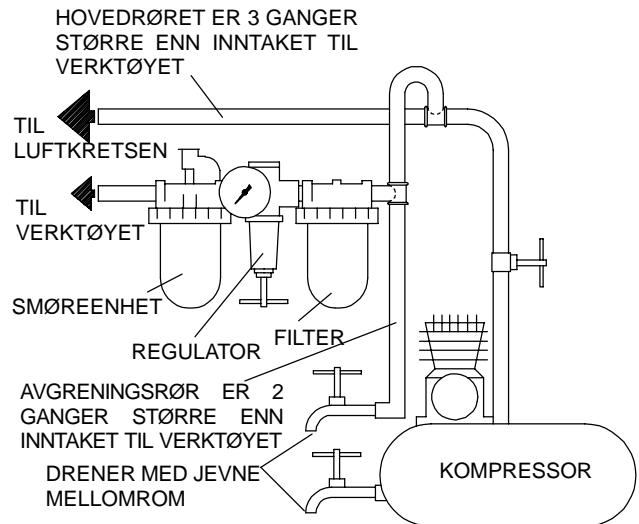 HOVEDRØRET ER 3 GANGER
STØRRE ENN INNTAKET TIL
VERKTØYET
TIL
LUFTKRETSEN
TIL
VERKTØYET
SMØREENHET
REGULATOR
FILTER
AVGRENINGSRØR ER 2
GANGER STØRRE ENN
INNTAKET TIL VERKTØYET
DRENER MED JEVNE
MELLOMROM
KOMPRESSOR